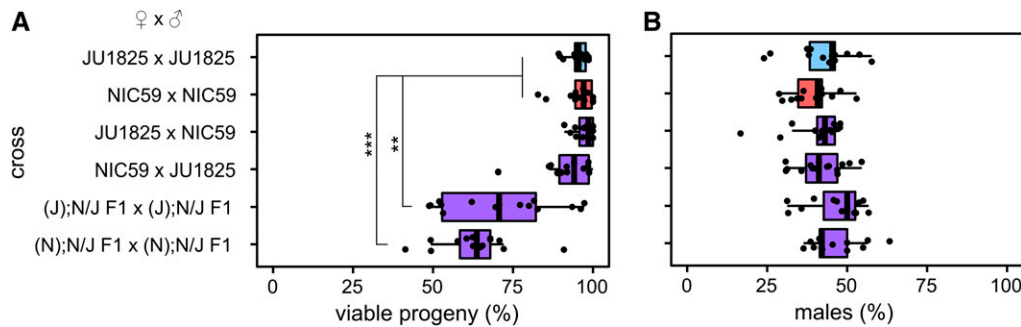 A
♀ x ♂
B
cross
JU1825 x JU1825
NIC59 x NIC59
JU1825 x NIC59
NIC59 x JU1825
(J);N/J F1 x (J);N/J F1
(N);N/J F1 x (N);N/J F1
***
**
0 25 50 75 100
viable progeny (%)
0 25 50 75 100
males (%)